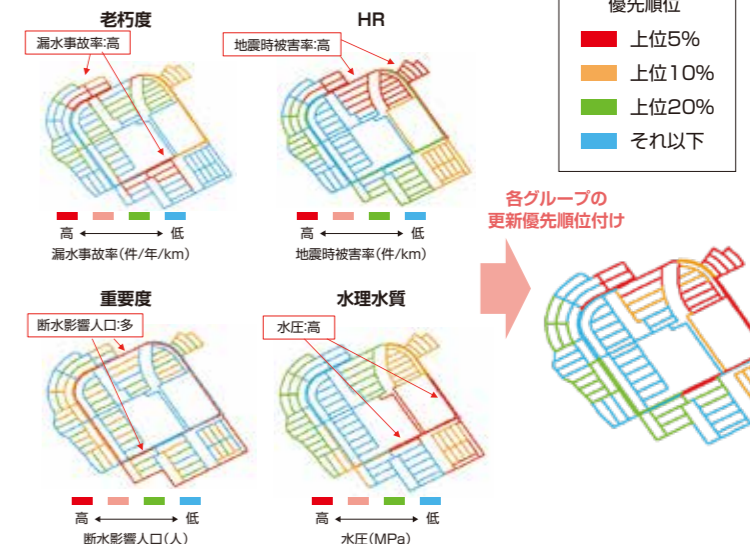 老朽度
漏水事故率:高
高 低
漏水事故率(件/年/km)
HR
地震時被害率:高
高 低
地震時被害率(件/km)
重要度
断水影響人口:多
高 低
断水影響人口(人)
水理水質
水圧:高
高 低
水圧(MPa)
優先順位
上位5%
上位10%
上位20%
それ以下
各グループの
更新優先順位付け